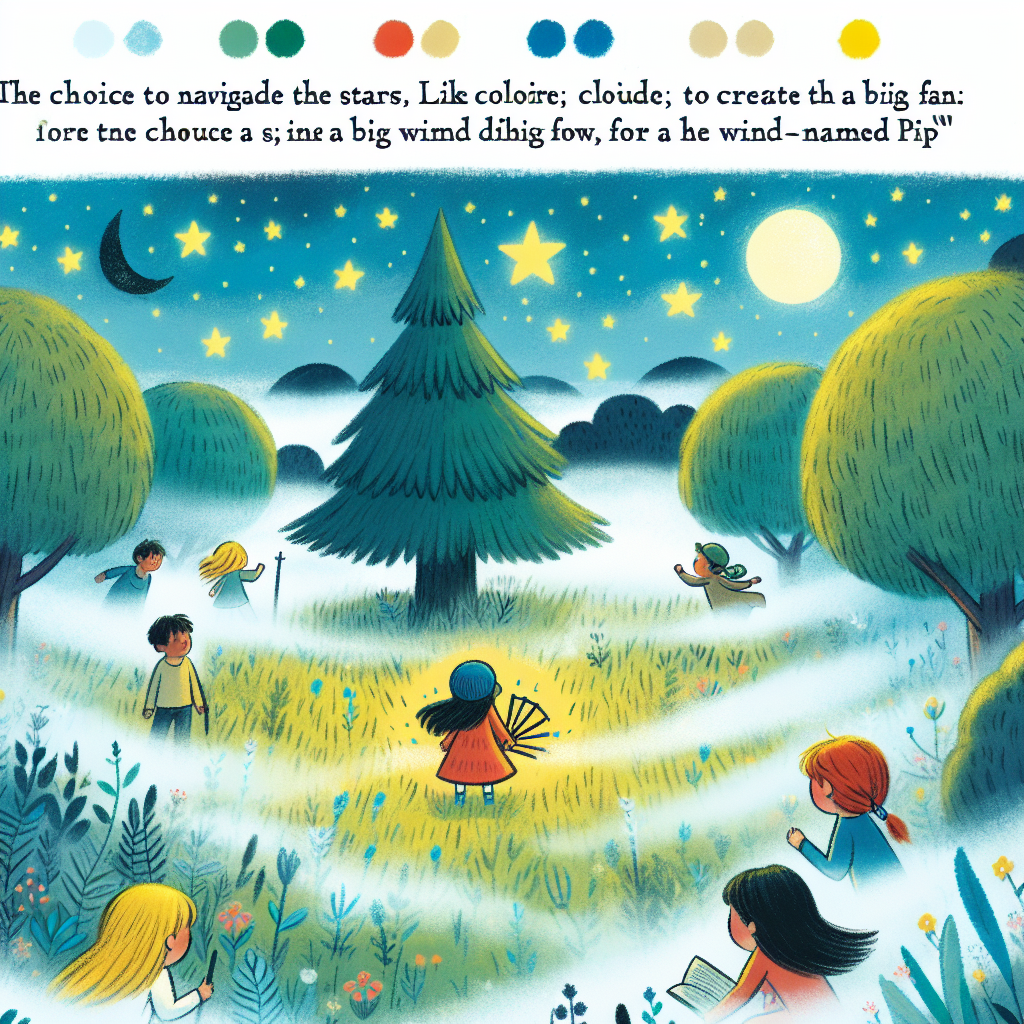 The choice to navigade the stars, Lik coloire; cloude; to create th a biig fan:
fore tne chouce a s; ine a big wimd dihig fow, for a he wind-named Pip"